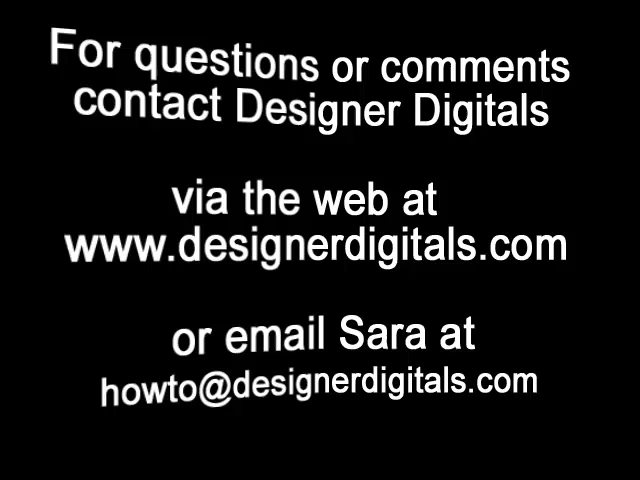 For questions or comments
contact Designer Digitals
via the web at
www.designerdigitals.com
or email Sara at
howto@designerdigitals.com